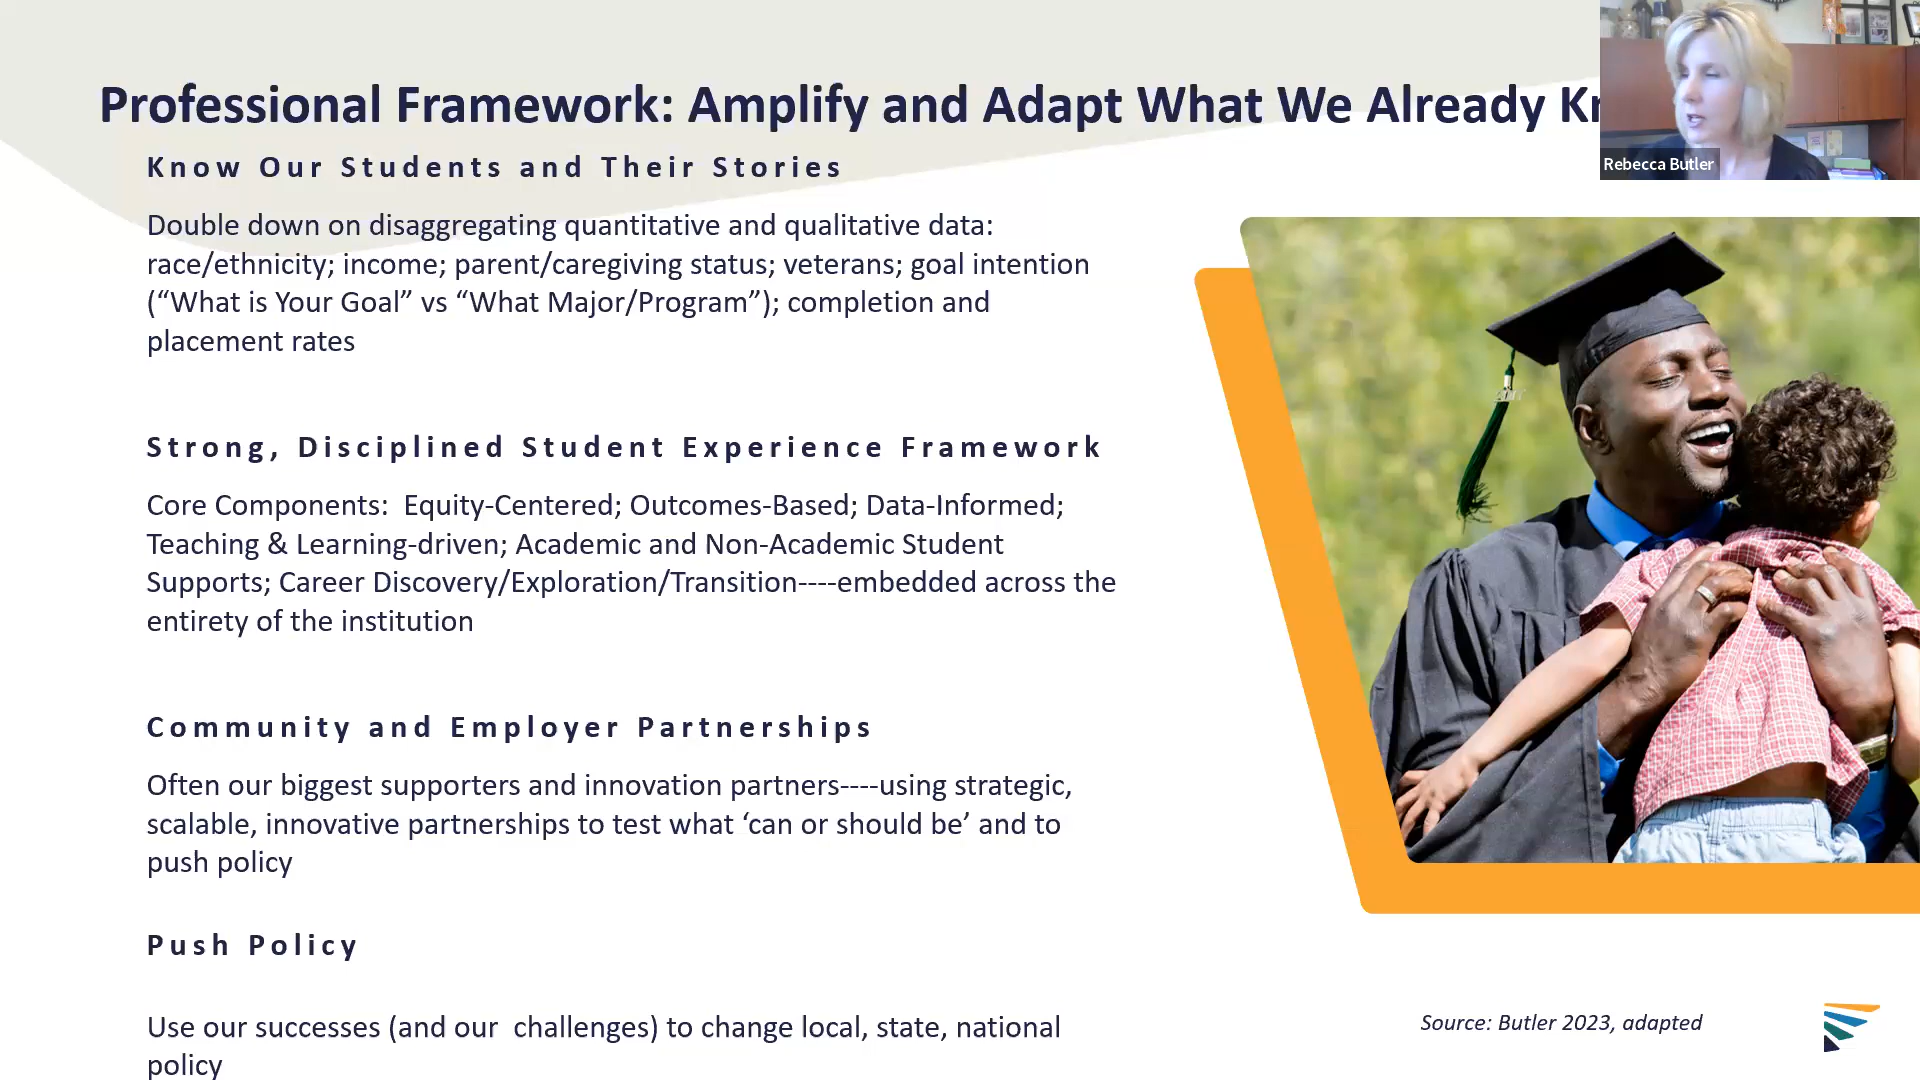 Professional Framework: Amplify and Adapt What We Already
Rebecca Butler
Know Our Students and Their Stories
Double down on disaggregating quantitative and qualitative data:
race/ethnicity; income; parent/caregiving status; veterans; goal intention
(“What is Your Goal” vs “What Major/Program”); completion and
placement rates
Strong, Disciplined Student Experience Framework
Core Components:  Equity-Centered; Outcomes-Based; Data-Informed;
Teaching & Learning-driven; Academic and Non-Academic Student
Supports; Career Discovery/Exploration/Transition----embedded across the
entirety of the institution
Community and Employer Partnerships
Often our biggest supporters and innovation partners----using strategic,
scalable, innovative partnerships to test what ‘can or should be’ and to
push policy
Push Policy
Use our successes (and our  challenges) to change local, state, national
policy
Source: Butler 2023, adapted